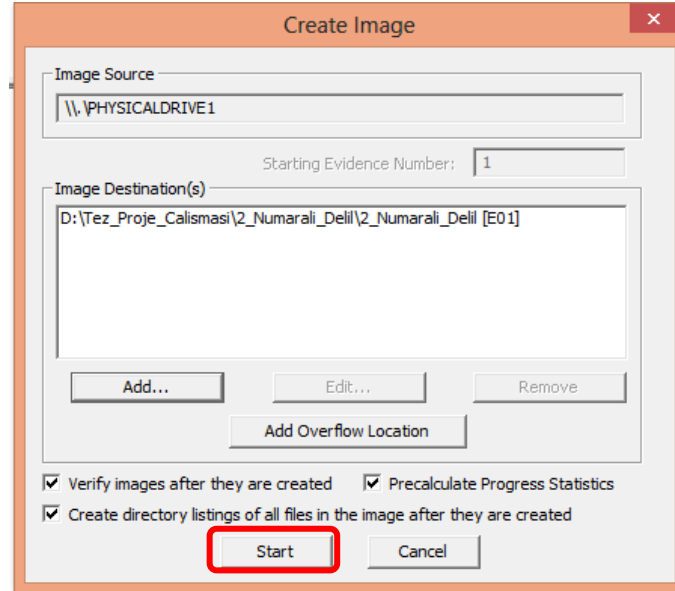 Create Image
Image Source
\\.\PHYSICALDRIVE1
Starting Evidence Number: 1
Image Destination(s)
D:\Tez_Proje_Calismasi\2_Numarali_Delil\2_Numarali_Delil [E01]
Add... Edit... Remove
Add Overflow Location
Verify images after they are created Precalculate Progress Statistics
Create directory listings of all files in the image after they are created
Start Cancel